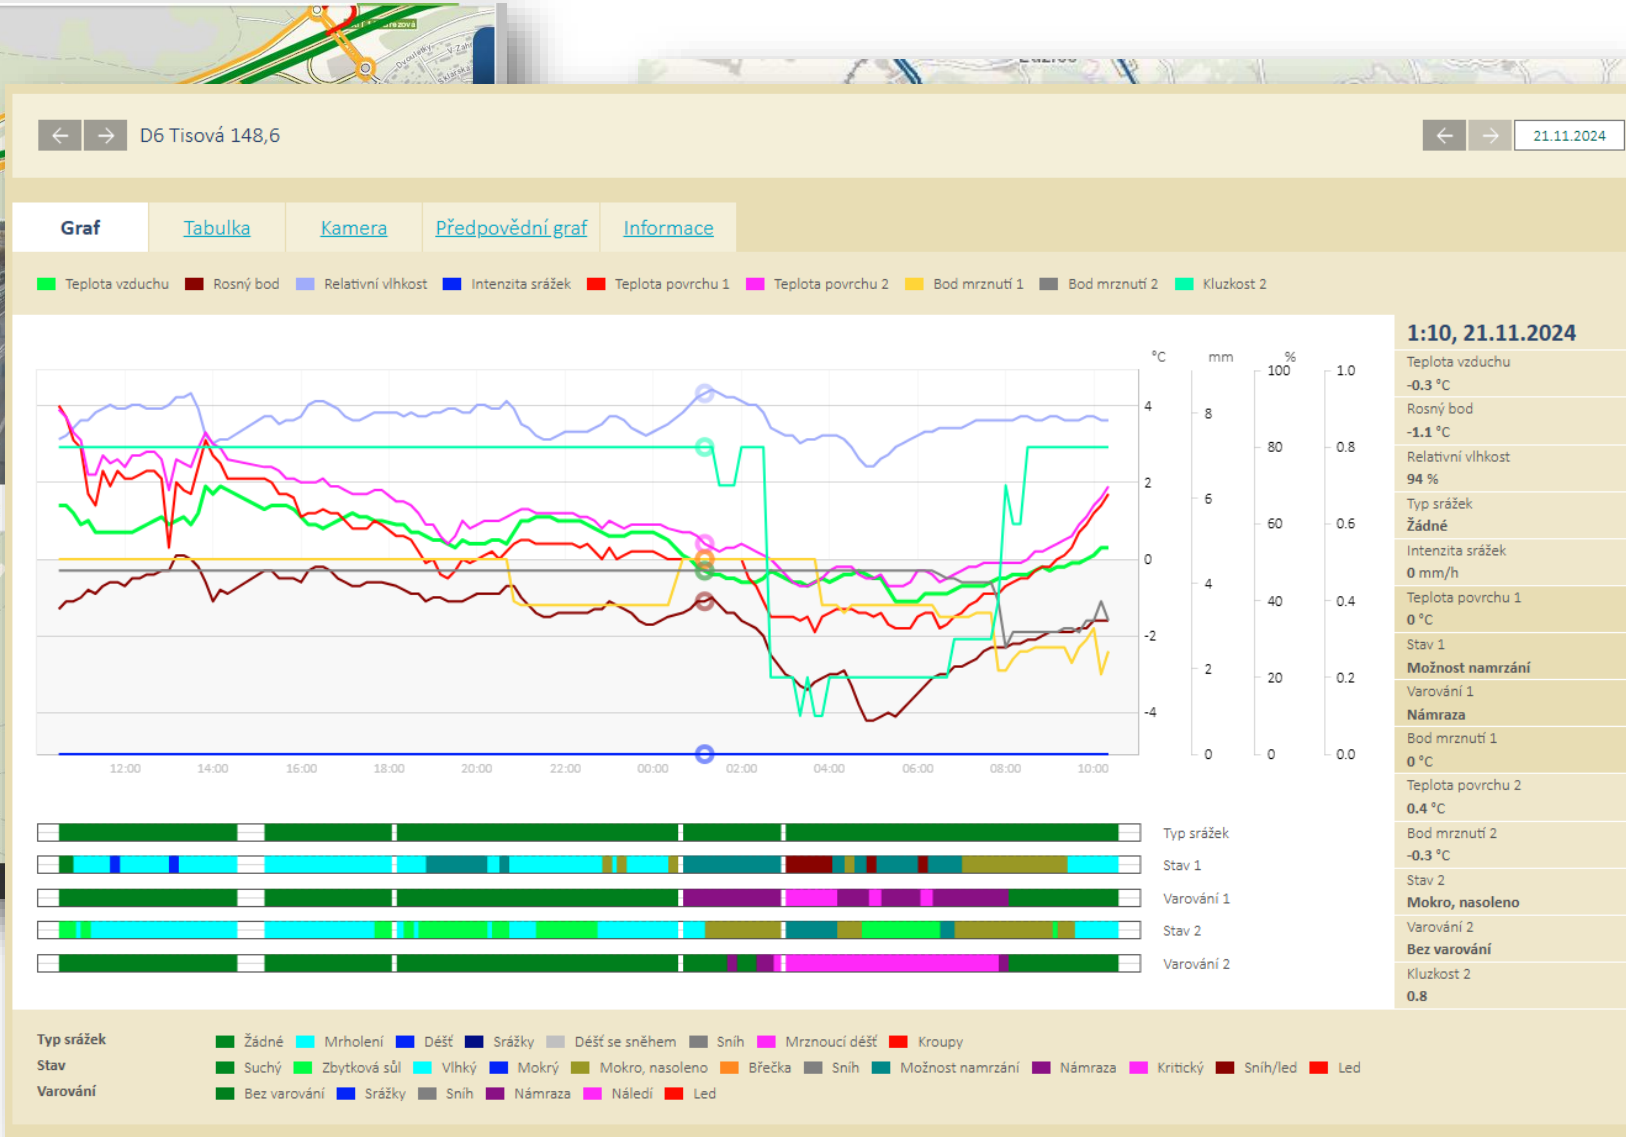 Dvouletky
V Zahr
Sklářská
D6 Tisová 148,6
21.11.2024
Graf
Tabulka
Kamera
Předpovědní graf
Informace
Teplota vzduchu
Rosný bod
Relativní vlhkost
Intenzita srážek
Teplota povrchu 1
Teplota povrchu 2
Bod mrznutí 1
Bod mrznutí 2
Kluzkost 2
°C
mm
%
4
2
0
-2
-4
8
6
4
2
0
100
80
60
40
20
0
1.0
0.8
0.6
0.4
0.2
0.0
12:00
14:00
16:00
18:00
20:00
22:00
00:00
02:00
04:00
06:00
08:00
10:00
Typ srážek
Stav 1
Varování 1
Stav 2
Varování 2
1:10, 21.11.2024
Teplota vzduchu
-0.3 °C
Rosný bod
-1.1 °C
Relativní vlhkost
94 %
Typ srážek
Žádné
Intenzita srážek
0 mm/h
Teplota povrchu 1
0 °C
Stav 1
Možnost namrzání
Varování 1
Námraza
Bod mrznutí 1
0 °C
Teplota povrchu 2
0.4 °C
Bod mrznutí 2
-0.3 °C
Stav 2
Mokro, nasoleno
Varování 2
Bez varování
Kluzkost 2
0.8
Typ srážek Žádné Mrholení Déšť Srážky Déšť se sněhem Sníh Mrznoucí déšť Kroupy
Stav Suchý Zbytková sůl Vlhký Mokrý Mokro, nasoleno Břečka Sníh Možnost namrzání Námraza Kritický Sníh/led Led
Varování Bez varování Srážky Sníh Námraza Náledí Led